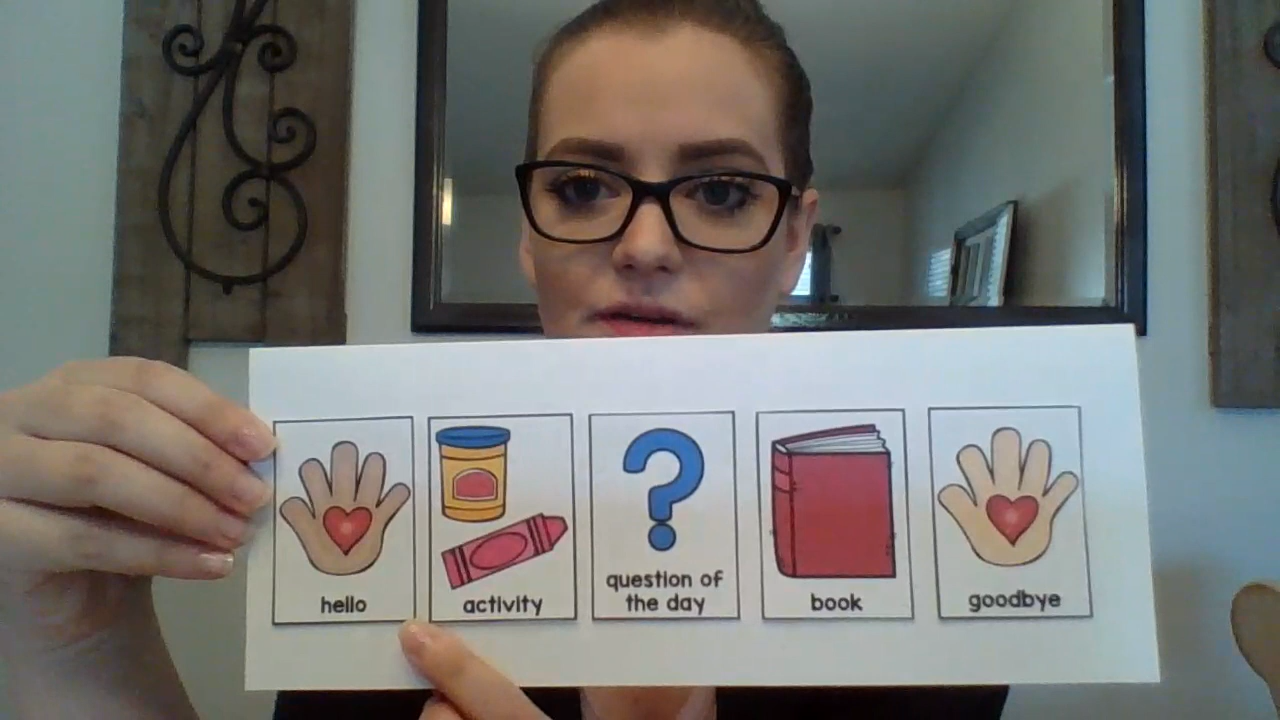 hello
activity
question of
the day
book
goodbye